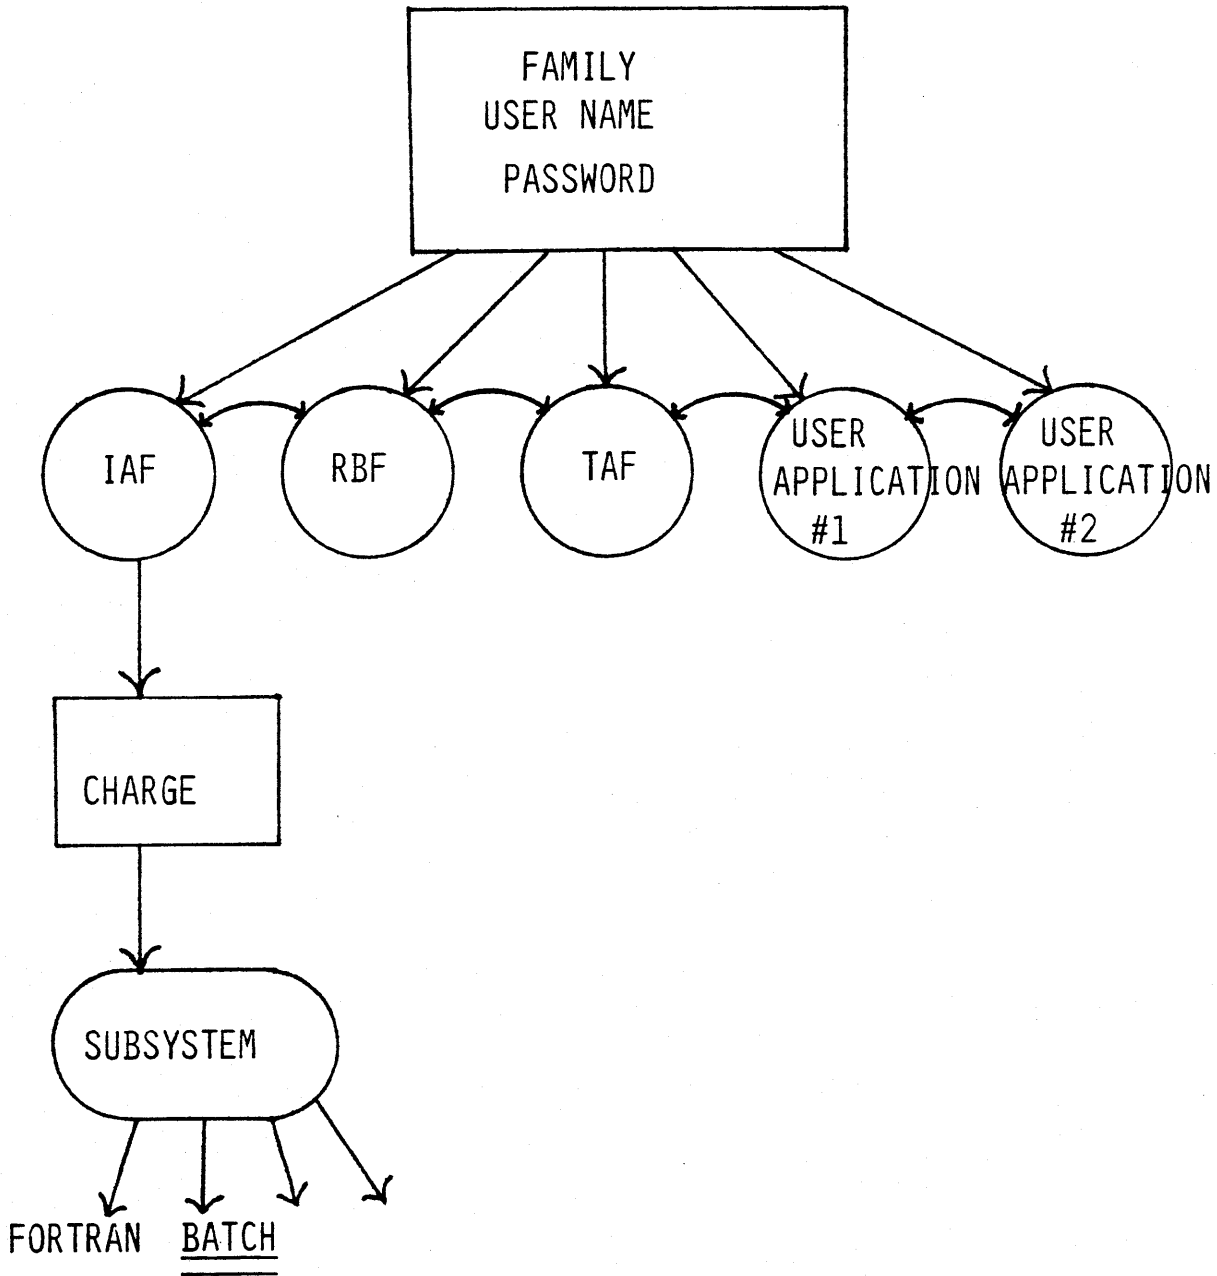 FAMILY
USER NAME
PASSWORD
IAF
RBF
TAF
USER
APPLICATION
#1
USER
APPLICATION
#2
CHARGE
SUBSYSTEM
FORTRAN
BATCH